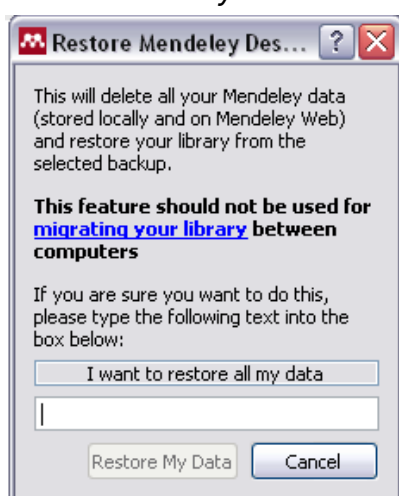 Restore Mendeley Des...
This will delete all your Mendeley data
(stored locally and on Mendeley Web)
and restore your library from the
selected backup.
This feature should not be used for
migrating your library between
computers
If you are sure you want to do this,
please type the following text into the
box below:
I want to restore all my data
Restore My Data Cancel